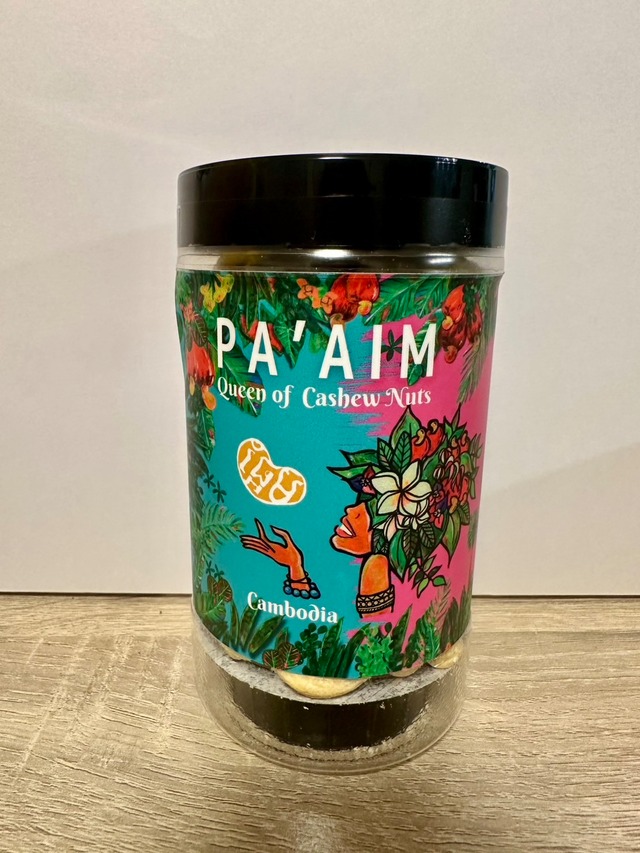 PA'AIM
Queen of Cashew Nuts
Cambodia